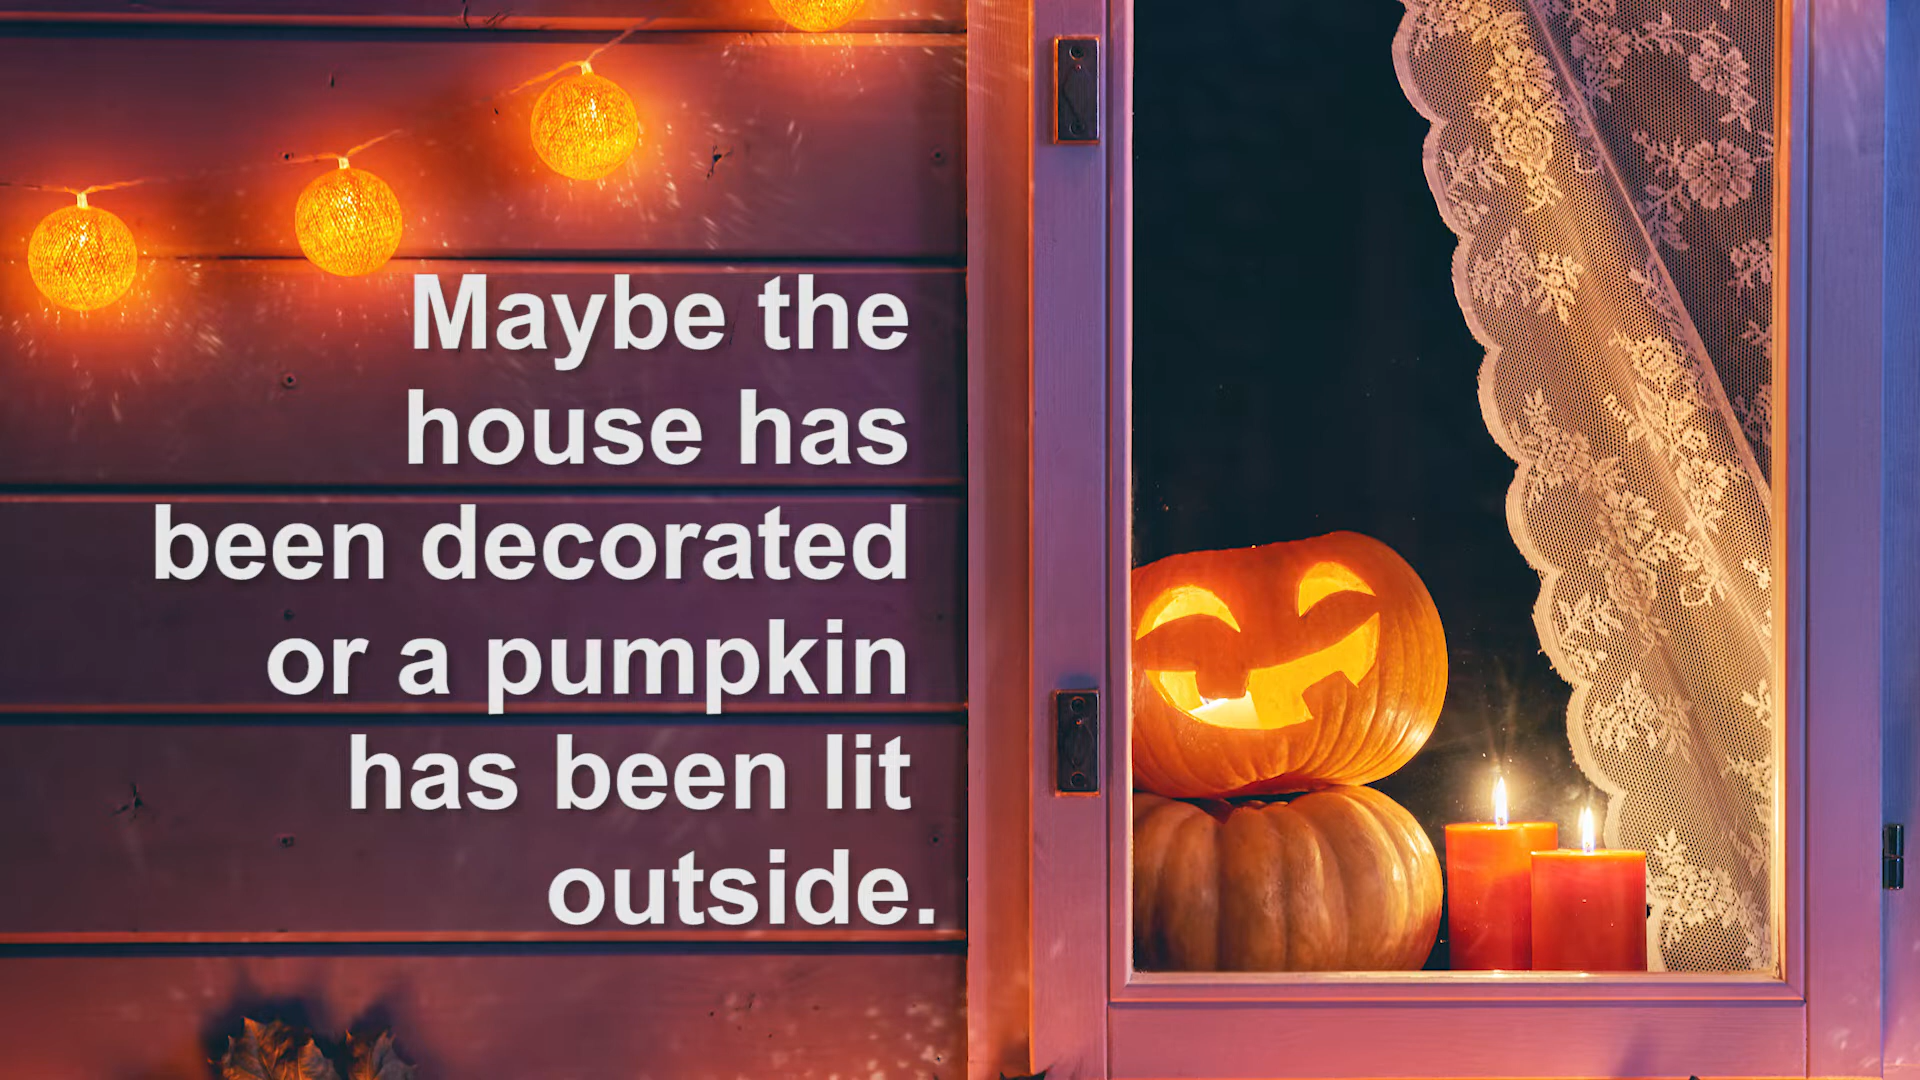 Maybe the
house has
been decorated
or a pumpkin
has been lit
outside.